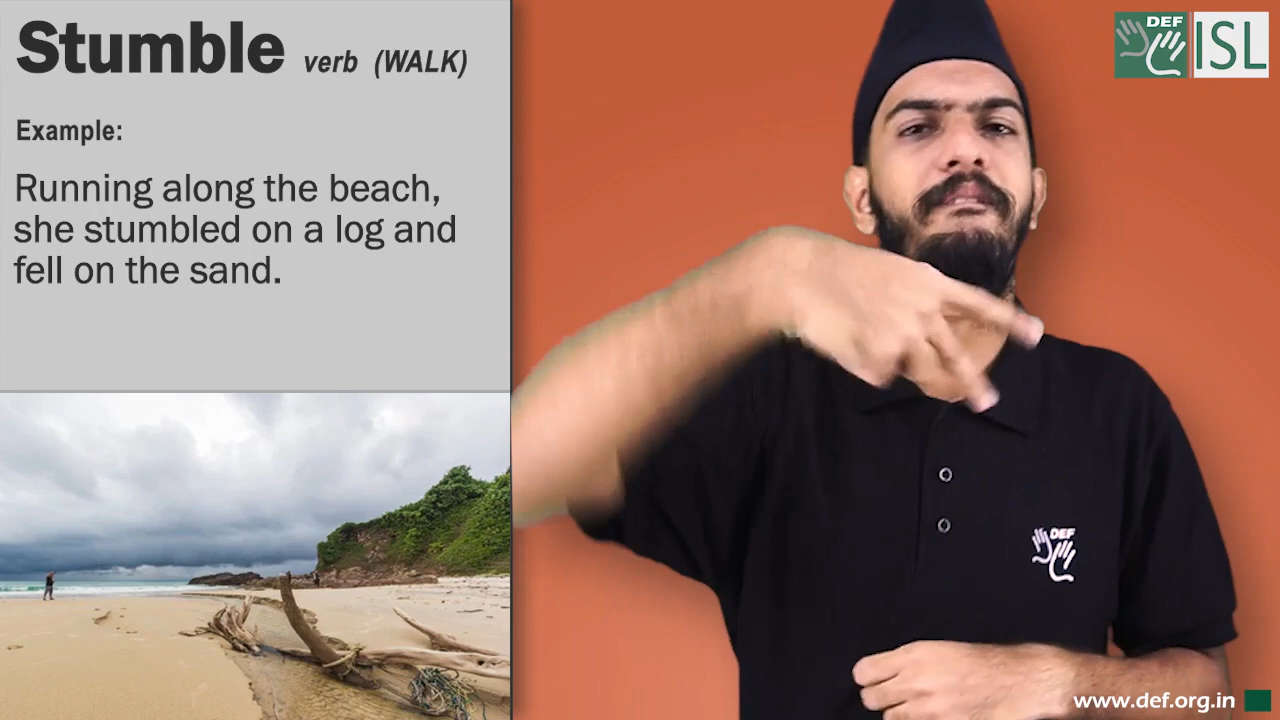 Stumble verb (WALK)
Example:
Running along the beach,
she stumbled on a log and
fell on the sand.
DEF
ISL
DEF
www.def.org.in